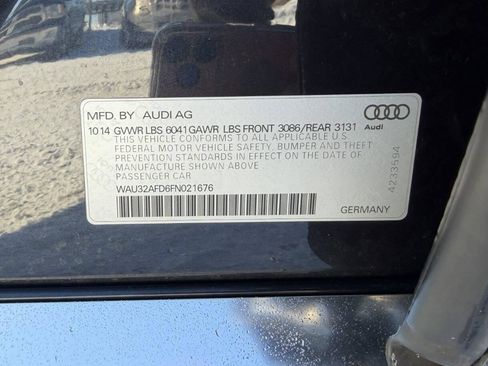 MFD. BY AUDI AG
10 14 GVWR LBS 6041 GAWR LBS FRONT 3086/REAR 3131
Audi
THIS VEHICLE CONFORMS TO ALL APPLICABLE U.S.
FEDERAL MOTOR VEHICLE SAFETY, BUMPER, AND THEFT
PREVENTION STANDARDS IN EFFECT ON THE DATE OF
MANUFACTURE SHOWN ABOVE
PASSENGER CAR
WAU32AFD6FN021676
4233594
GERMANY